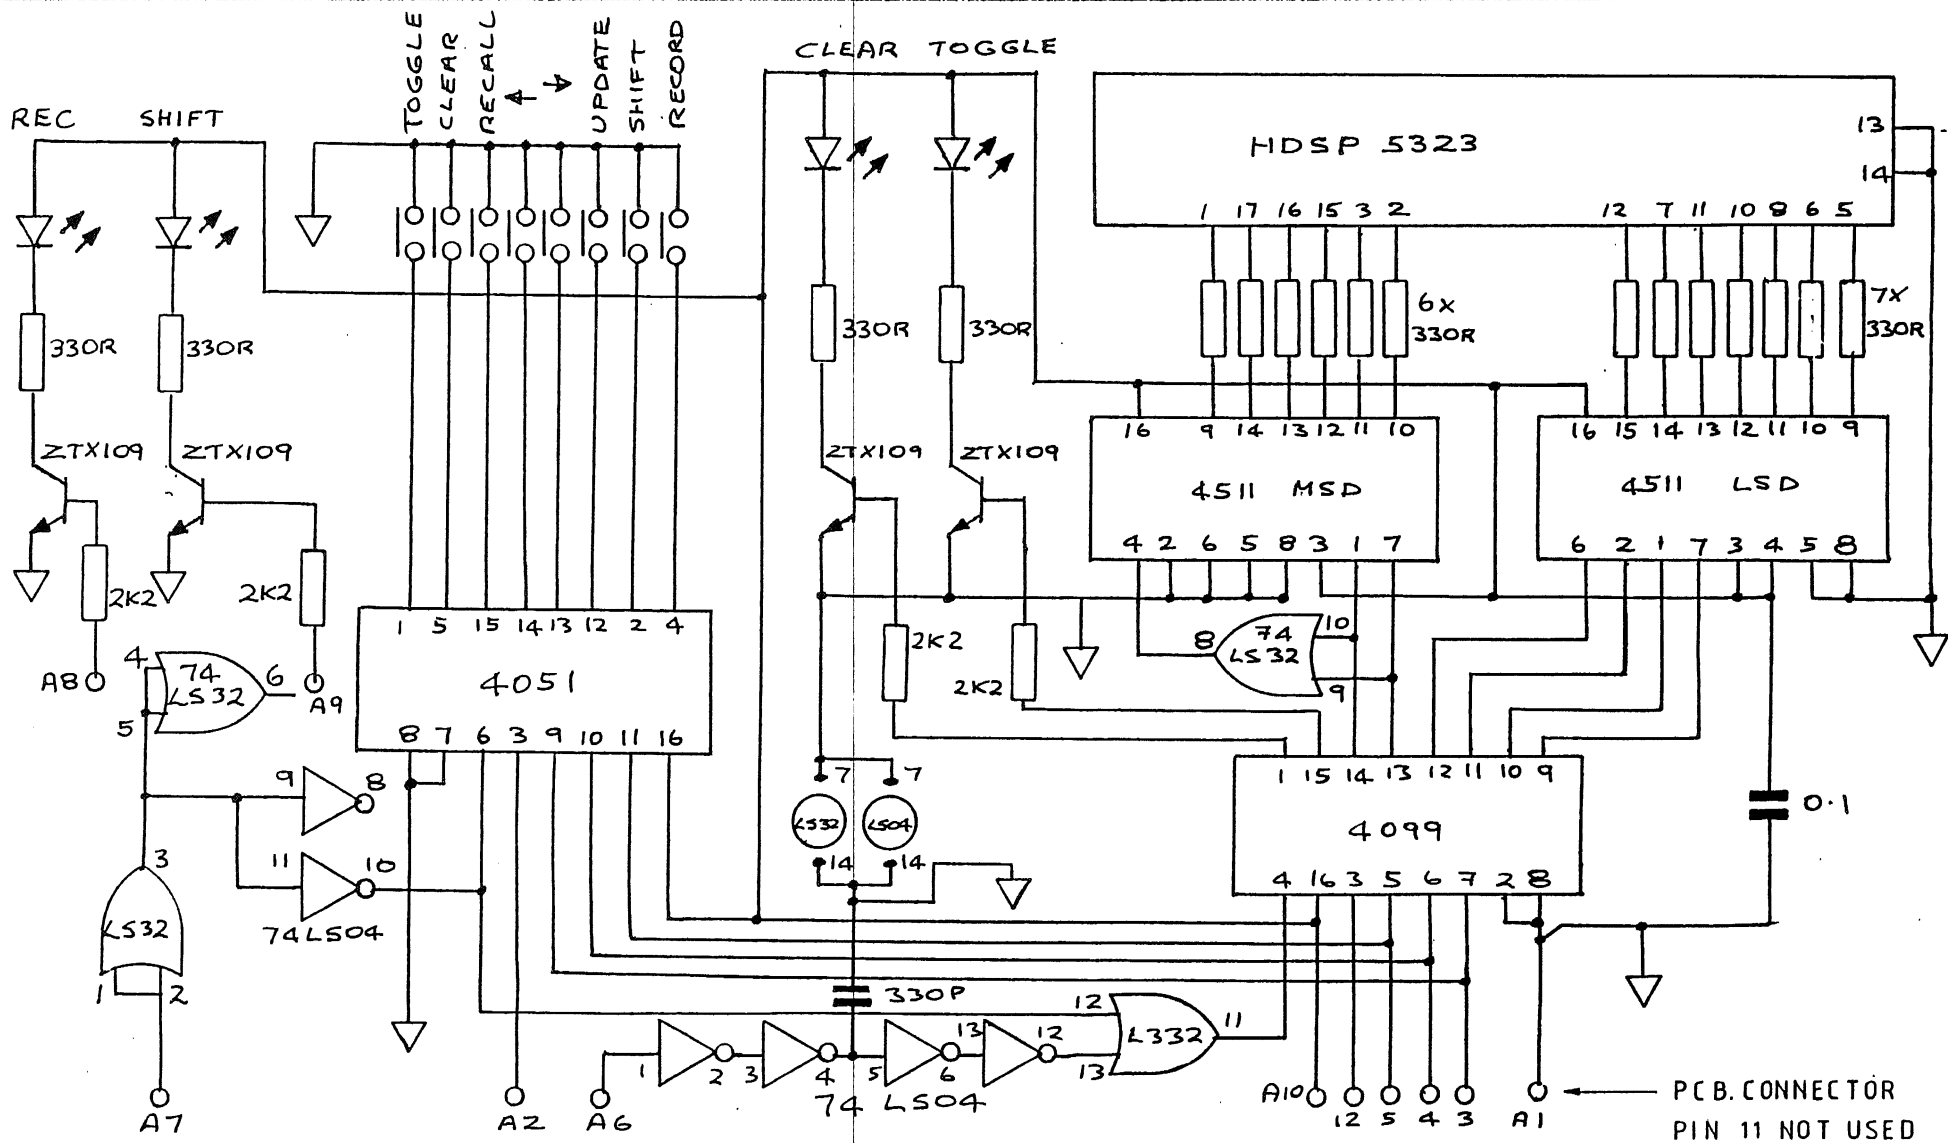 TOGGLE
CLEAR
RECALL
UPDATE
SHIFT
RECORD
CLEAR TOGGLE
REC SHIFT
HDSP 5323
13
14
1 17 16 15 3 2
12 7 11 10 8 6 5
6X
330R
7X
330R
330R
330R
330R
330R
ZTX109
ZTX109
ZTX109
ZTX109
16 9 14 13 12 11 10
4511 MSD
4 2 6 5 8 3 1 7
16 15 14 13 12 11 10 9
4511 LSD
6 2 1 7 3 4 5 8
2K2
2K2
2K2
2K2
A8
A9
4
5
74
LS32
6
1 5 15 14 13 12 2 4
4051
8 7 6 3 9 10 11 16
8
74
LS32
10
9
9
8
11
10
74LS04
3
LS32
1
2
A7
7
7
LS32
LS04
14
14
1 15 14 13 12 11 10 9
4099
4 16 3 5 6 7 2 8
0.1
330P
12
13
L332
11
1
2
3
4
5
6
13
12
74 LS04
A2
A6
A10
12
5
4
3
A1
PCB. CONNECTOR
PIN 11 NOT USED